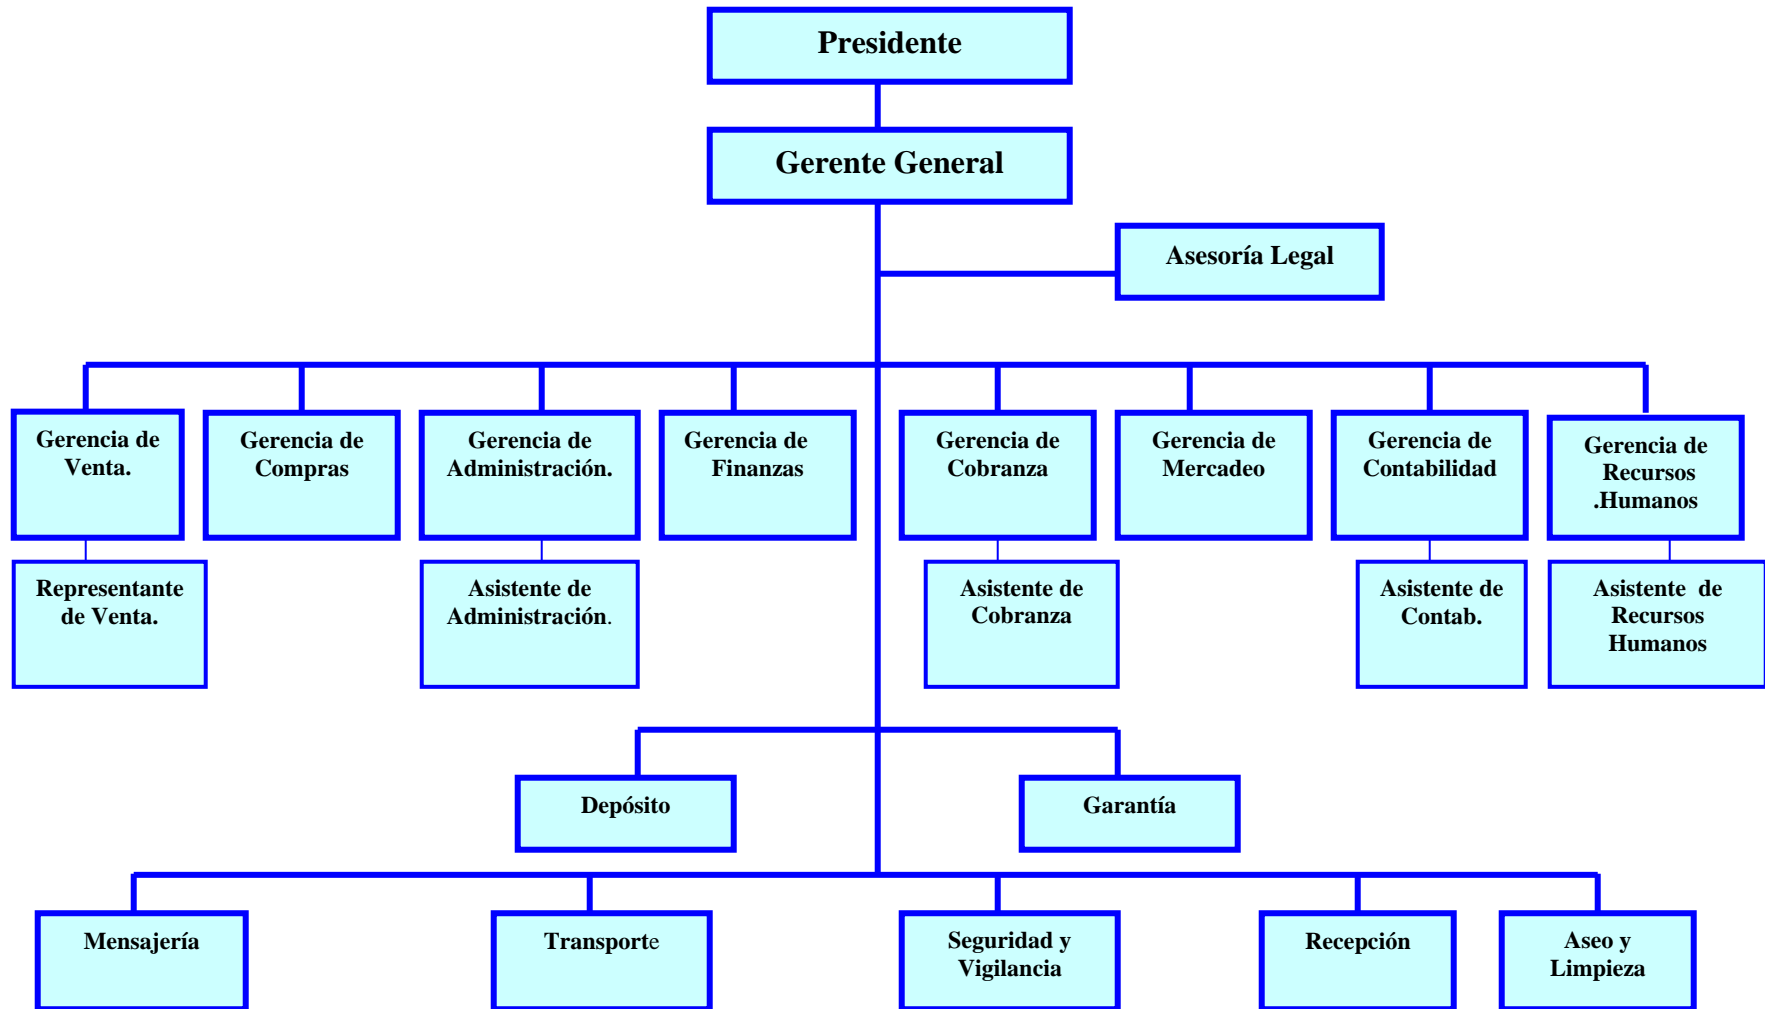 Presidente
Gerente General
Asesoría Legal
Gerencia de
Venta.
Gerencia de
Compras
Gerencia de
Administración.
Gerencia de
Finanzas
Gerencia de
Cobranza
Gerencia de
Mercadeo
Gerencia de
Contabilidad
Gerencia de
Recursos
.Humanos
Representante
de Venta.
Asistente de
Administración.
Asistente de
Cobranza
Asistente de
Contab.
Asistente de
Recursos
Humanos
Depósito
Garantía
Mensajería
Transporte
Seguridad y
Vigilancia
Recepción
Aseo y
Limpieza